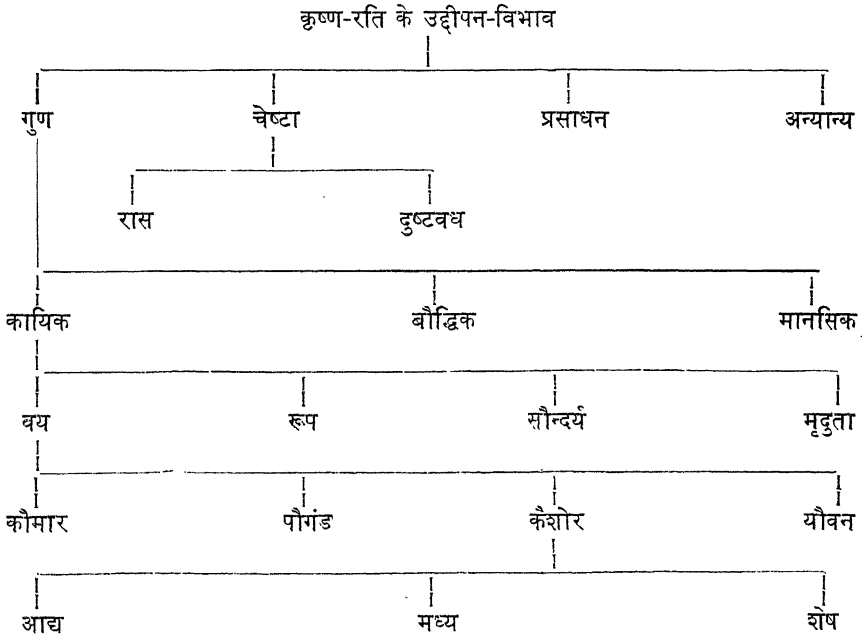 कृष्ण-रति के उद्दीपन-विभाव
गुण चेष्टा प्रसाधन अन्यान्य
रास दुष्टवध
कायिक बौद्धिक मानसिक
वय रूप सौन्दर्य मृदुता
कौमार पौगंड कैशोर यौवन
आद्य मध्य शेष